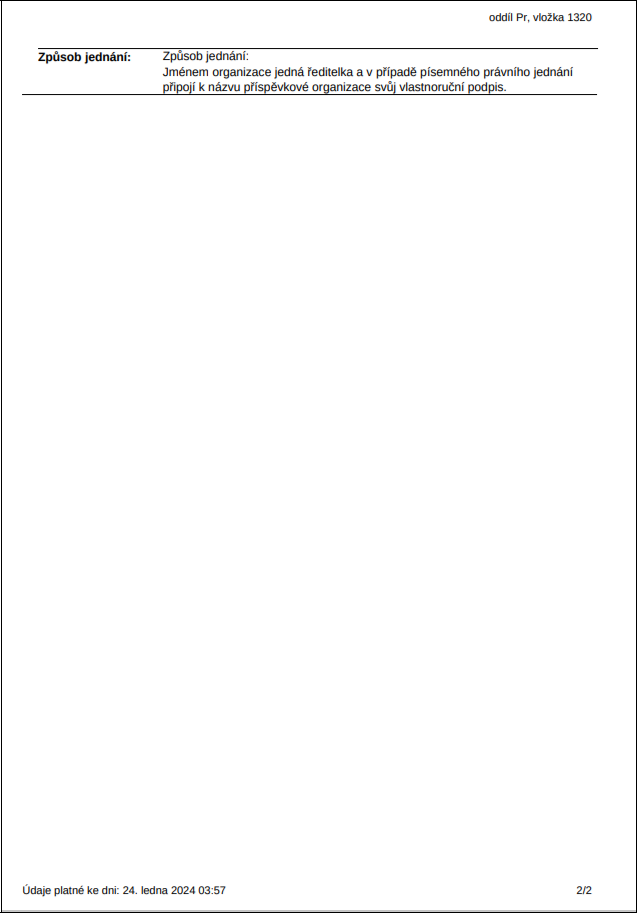 oddíl Pr, vložka 1320
Způsob jednání: Způsob jednání:
Jménem organizace jedná ředitelka a v případě písemného právního jednání
připojí k názvu příspěvkové organizace svůj vlastnoruční podpis.
Údaje platné ke dni: 24. ledna 2024 03:57 2/2